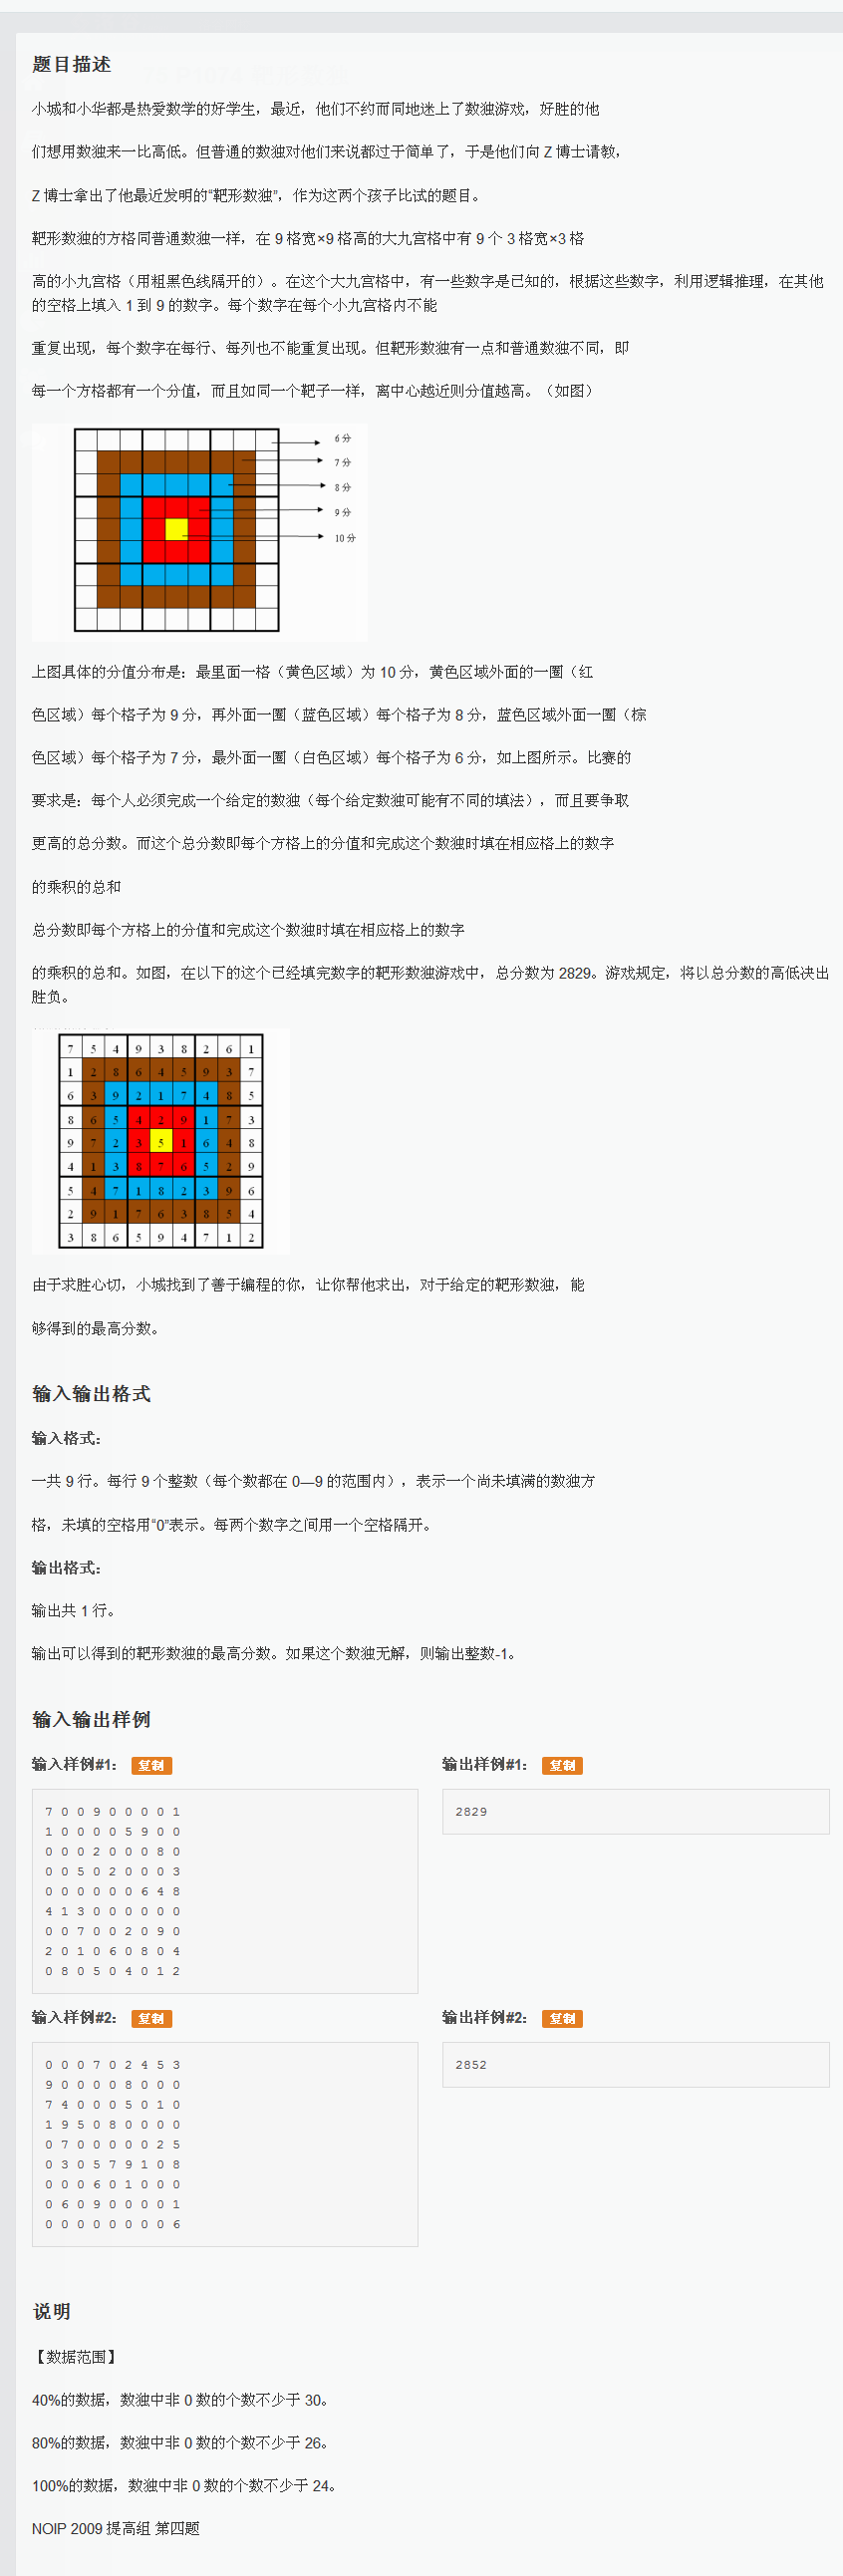 题目描述
小城和小华都是热爱数学的好学生，最近，他们不约而同地迷上了数独游戏，好胜的他
们想用数独来一比高低。但普通的数独对他们来说都过于简单了，于是他们向 Z 博士请教，
Z 博士拿出了他最近发明的“靶形数独”，作为这两个孩子比试的题目。
靶形数独的方格同普通数独一样，在 9 格宽×9 格高的大九宫格中有 9 个 3 格宽×3 格
高的小九宫格（用粗黑色线隔开的）。在这个大九宫格中，有一些数字是已知的，根据这些数字，利用逻辑推理，在其他
的空格上填入 1 到 9 的数字。每个数字在每个小九宫格内不能
重复出现，每个数字在每行、每列也不能重复出现。但靶形数独有一点和普通数独不同，即
每一个方格都有一个分值，而且如同一个靶子一样，离中心越近则分值越高。（如图）
6 分
7 分
8 分
9 分
10 分
上图具体的分值分布是：最里面一格（黄色区域）为 10 分，黄色区域外面的一圈（红
色区域）每个格子为 9 分，再外面一圈（蓝色区域）每个格子为 8 分，蓝色区域外面一圈（棕
色区域）每个格子为 7 分，最外面一圈（白色区域）每个格子为 6 分，如上图所示。比赛的
要求是：每个人必须完成一个给定的数独（每个给定数独可能有不同的填法），而且要争取
更高的总分数。而这个总分数即每个方格上的分值和完成这个数独时填在相应格上的数字
的乘积的总和
总分数即每个方格上的分值和完成这个数独时填在相应格上的数字
的乘积的总和。如图，在以下的这个已经填完数字的靶形数独游戏中，总分数为 2829。游戏规定，将以总分数的高低决出
胜负。
7 5 4 9 3 8 2 6 1
1 2 8 6 4 5 9 3 7
6 3 9 2 1 7 4 8 5
8 6 5 4 2 9 1 7 3
9 7 2 3 5 1 6 4 8
4 1 3 8 7 6 5 2 9
5 4 7 1 8 2 3 9 6
2 9 1 7 6 3 8 5 4
3 8 6 5 9 4 7 1 2
由于求胜心切，小城找到了善于编程的你，让你帮他求出，对于给定的靶形数独，能
够得到的最高分数。
输入输出格式
输入格式：
一共 9 行。每行 9 个整数（每个数都在 0—9 的范围内），表示一个尚未填满的数独方
格，未填的空格用“0”表示。每两个数字之间用一个空格隔开。
输出格式：
输出共 1 行。
输出可以得到的靶形数独的最高分数。如果这个数独无解，则输出整数-1。
输入输出样例
输入样例#1： 复制
7 0 0 9 0 0 0 0 1
1 0 0 0 0 5 9 0 0
0 0 0 2 0 0 0 8 0
0 0 5 0 2 0 0 0 3
0 0 0 0 0 0 6 4 8
4 1 3 0 0 0 0 0 0
0 0 7 0 0 2 0 9 0
2 0 1 0 6 0 8 0 4
0 8 0 5 0 4 0 1 2
输出样例#1： 复制
2829
输入样例#2： 复制
0 0 0 7 0 2 4 5 3
9 0 0 0 0 8 0 0 0
7 4 0 0 0 5 0 1 0
1 9 5 0 8 0 0 0 0
0 7 0 0 0 0 0 2 5
0 3 0 5 7 9 1 0 8
0 0 0 6 0 1 0 0 0
0 6 0 9 0 0 0 0 1
0 0 0 0 0 0 0 0 6
输出样例#2： 复制
2852
说明
【数据范围】
40%的数据，数独中非 0 数的个数不少于 30。
80%的数据，数独中非 0 数的个数不少于 26。
100%的数据，数独中非 0 数的个数不少于 24。
NOIP 2009 提高组 第四题